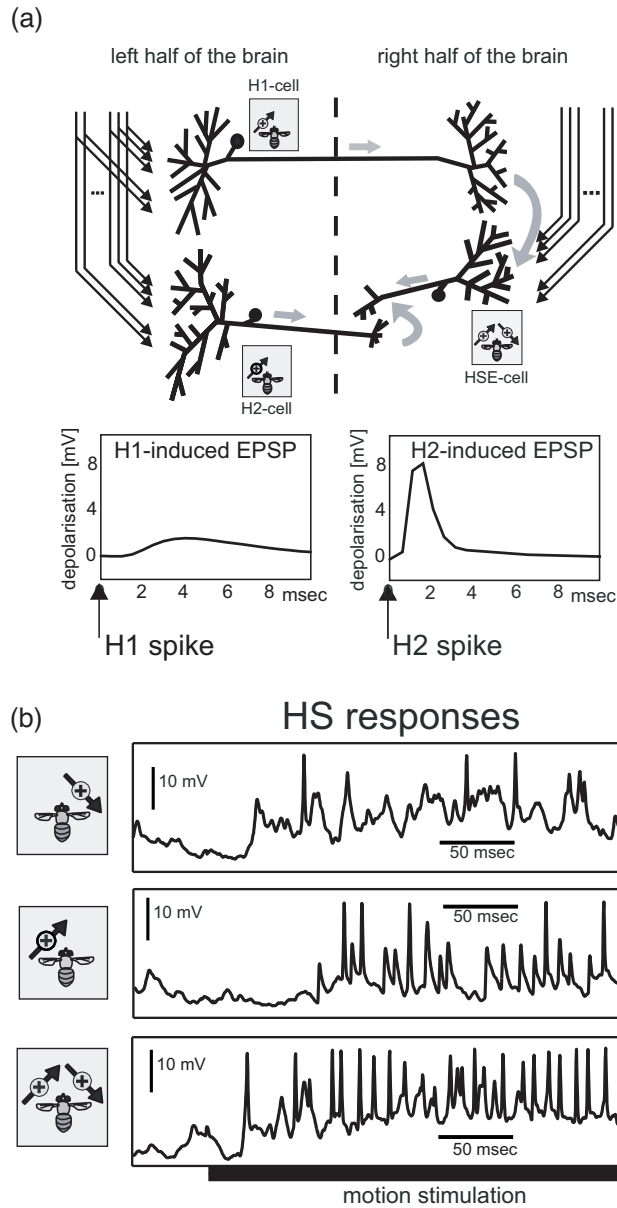 (a)
left half of the brain right half of the brain
H1-cell
... ...
H2-cell
HSE-cell
H1-induced EPSP
H2-induced EPSP
depolarisation [mV]
8
4
0
0 2 4 6 8 msec
H1 spike
depolarisation [mV]
8
4
0
0 2 4 6 8 msec
H2 spike
(b)
HS responses
10 mV
50 msec
10 mV
50 msec
10 mV
50 msec
motion stimulation